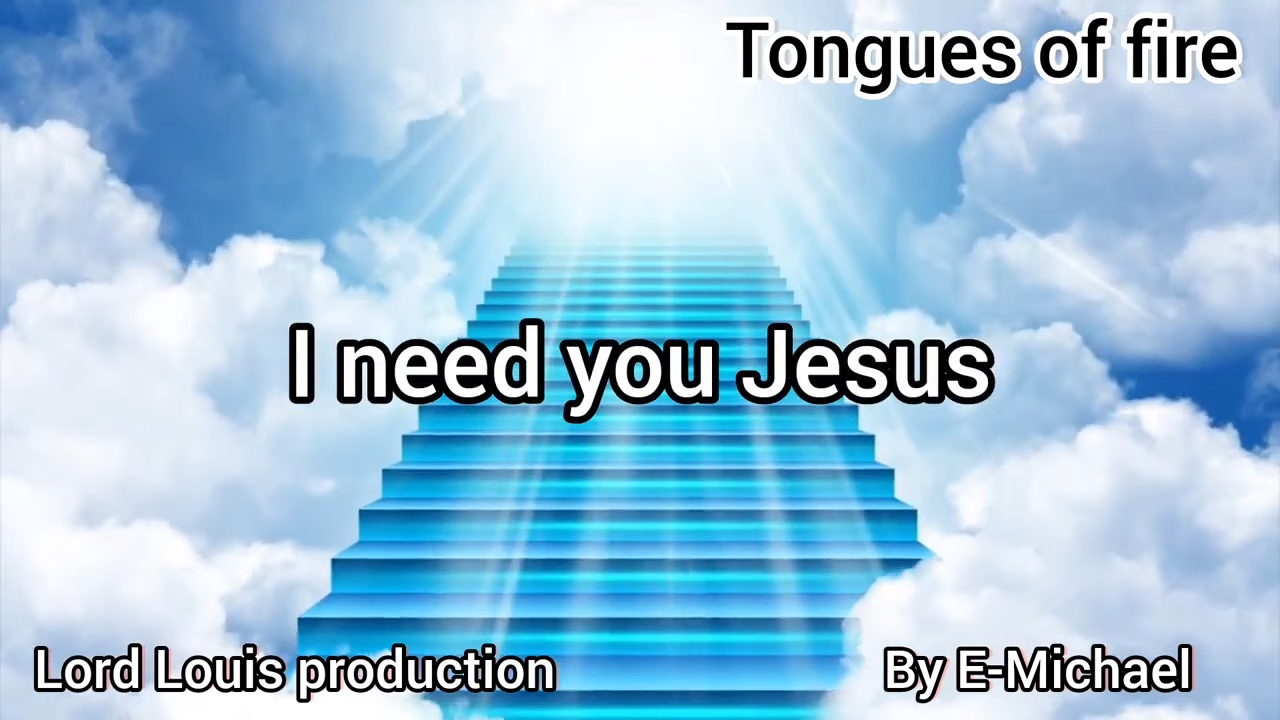 Tongues of fire
I need you Jesus
Lord Louis production
By E-Michael